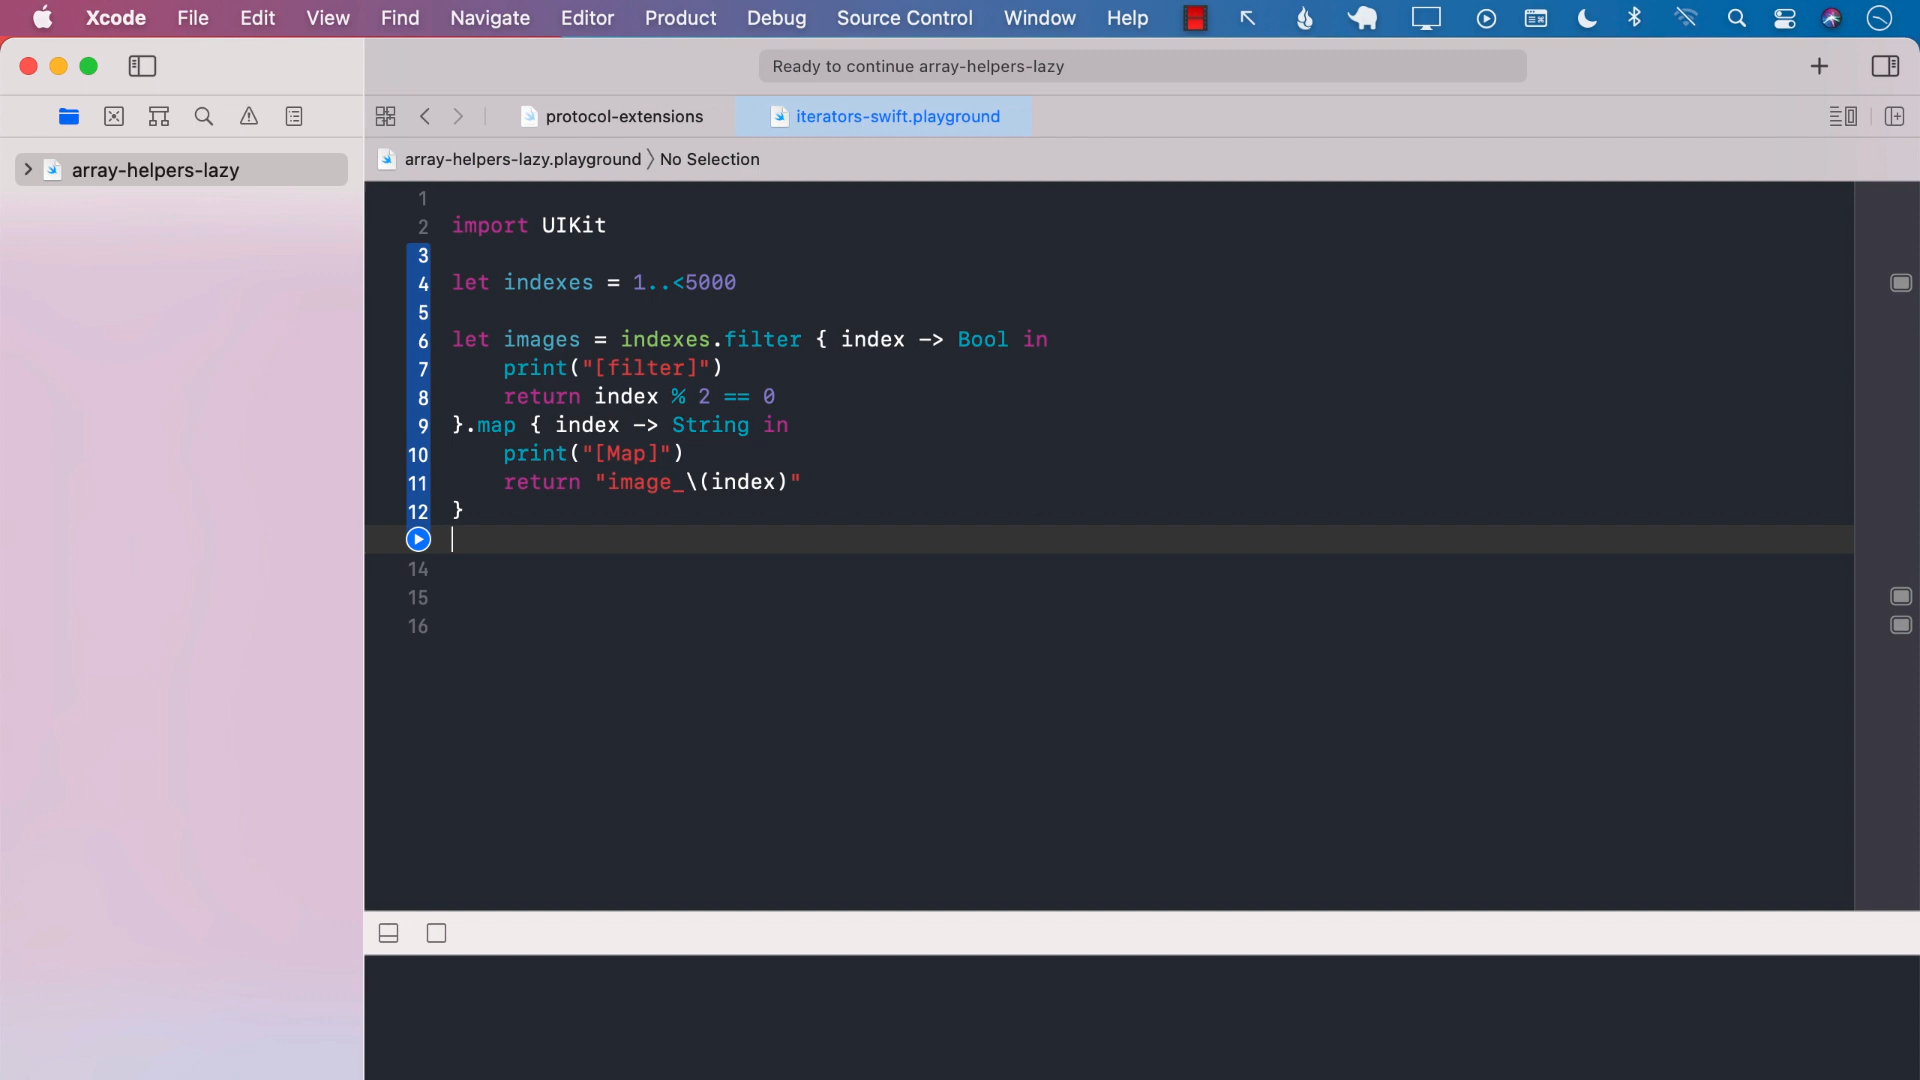 Xcode File Edit View Find Navigate Editor Product Debug Source Control Window Help
Ready to continue array-helpers-lazy
protocol-extensions iterators-swift.playground
array-helpers-lazy
array-helpers-lazy.playground 〉 No Selection
1
2 import UIKit
3
4 let indexes = 1..<5000
5
6 let images = indexes.filter { index -> Bool in
7 print("[filter]")
8 return index % 2 == 0
9 }.map { index -> String in
10 print("[Map]")
11 return "image_\(index)"
12 }
14
15
16